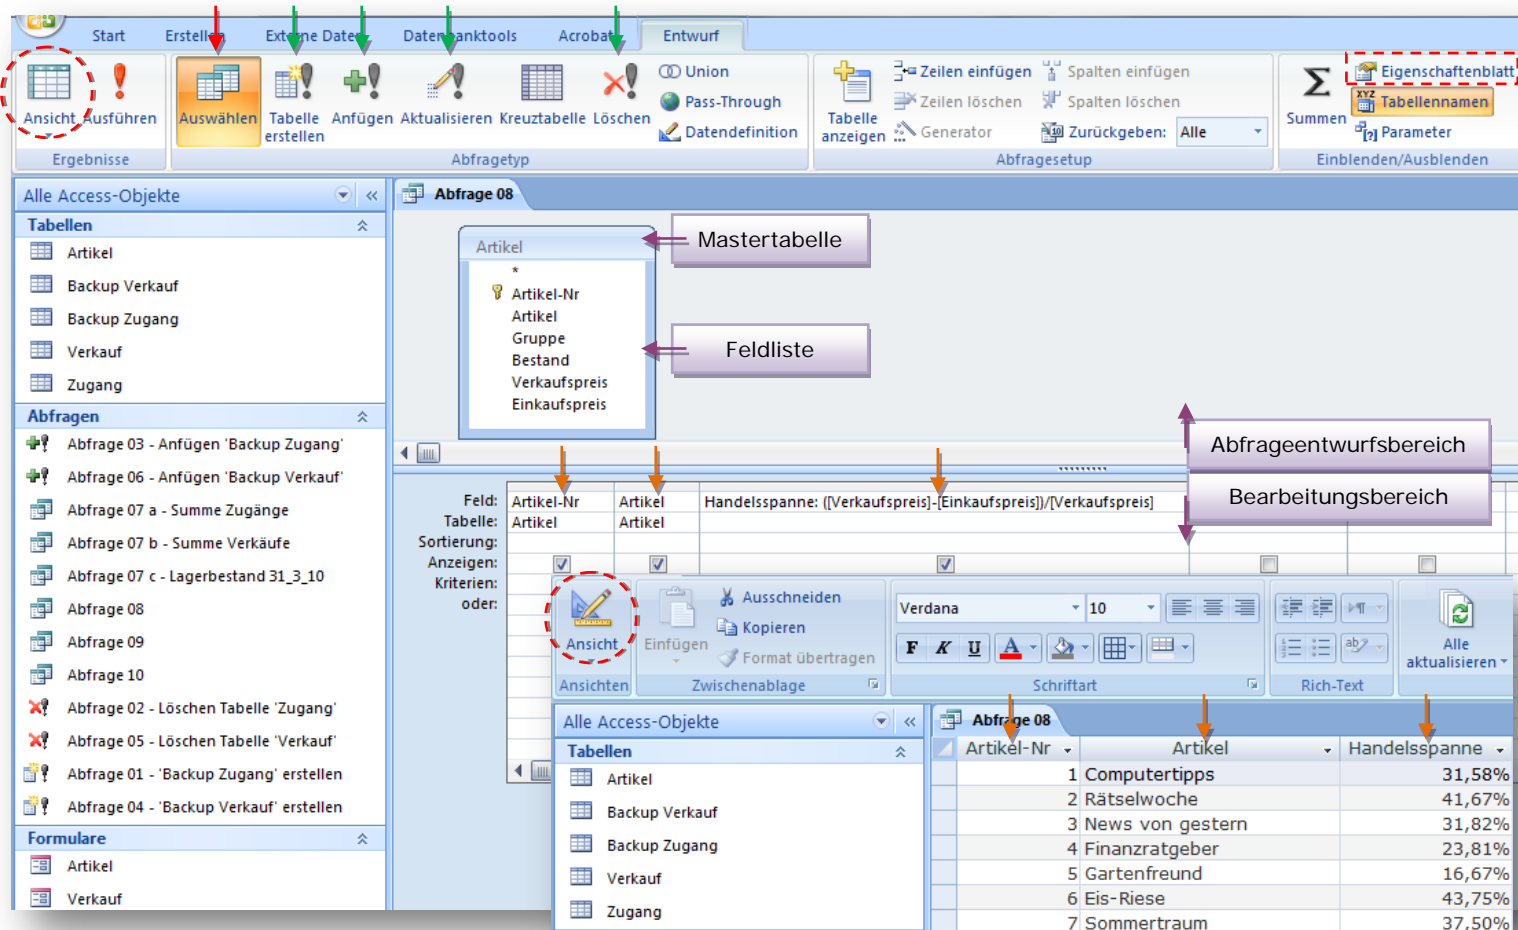 Start Erstellen Externe Daten Datenbanktools Acrobat Entwurf
Ansicht Ausführen Auswählen Tabelle erstellen Anfügen Aktualisieren Kreuztabelle Löschen
Union
Pass-Through
Datendefinition
Tabelle anzeigen
Zeilen einfügen
Zeilen löschen
Generator
Spalten einfügen
Spalten löschen
Zurückgeben: Alle
Σ
Summen
Eigenschaftenblatt
XYZ
Tabellennamen
Parameter
Ergebnisse Abfragetyp Abfragesetup Einblenden/Ausblenden
Alle Access-Objekte
Tabellen
Artikel
Backup Verkauf
Backup Zugang
Verkauf
Zugang
Abfragen
Abfrage 03 - Anfügen 'Backup Zugang'
Abfrage 06 - Anfügen 'Backup Verkauf'
Abfrage 07 a - Summe Zugänge
Abfrage 07 b - Summe Verkäufe
Abfrage 07 c - Lagerbestand 31_3_10
Abfrage 08
Abfrage 09
Abfrage 10
Abfrage 02 - Löschen Tabelle 'Zugang'
Abfrage 05 - Löschen Tabelle 'Verkauf'
Abfrage 01 - 'Backup Zugang' erstellen
Abfrage 04 - 'Backup Verkauf' erstellen
Formulare
Artikel
Verkauf
Abfrage 08
Artikel
*
Artikel-Nr
Artikel
Gruppe
Bestand
Verkaufspreis
Einkaufspreis
Mastertabelle
Feldliste
Abfrageentwurfsbereich
Bearbeitungsbereich
Feld: Artikel-Nr Artikel Handelsspanne: ([Verkaufspreis]-[Einkaufspreis])/[Verkaufspreis]
Tabelle: Artikel Artikel
Sortierung:
Anzeigen:
Kriterien:
oder:
Ansicht
Einfügen
Ausschneiden
Kopieren
Format übertragen
Verdana 10
F K U A
ab
Alle aktualisieren
Ansichten Zwischenablage Schriftart Rich-Text
Alle Access-Objekte
Tabellen
Artikel
Backup Verkauf
Backup Zugang
Verkauf
Zugang
Abfrage 08
Artikel-Nr Artikel Handelsspanne
1 Computertipps 31,58%
2 Rätselwoche 41,67%
3 News von gestern 31,82%
4 Finanzratgeber 23,81%
5 Gartenfreund 16,67%
6 Eis-Riese 43,75%
7 Sommertraum 37,50%